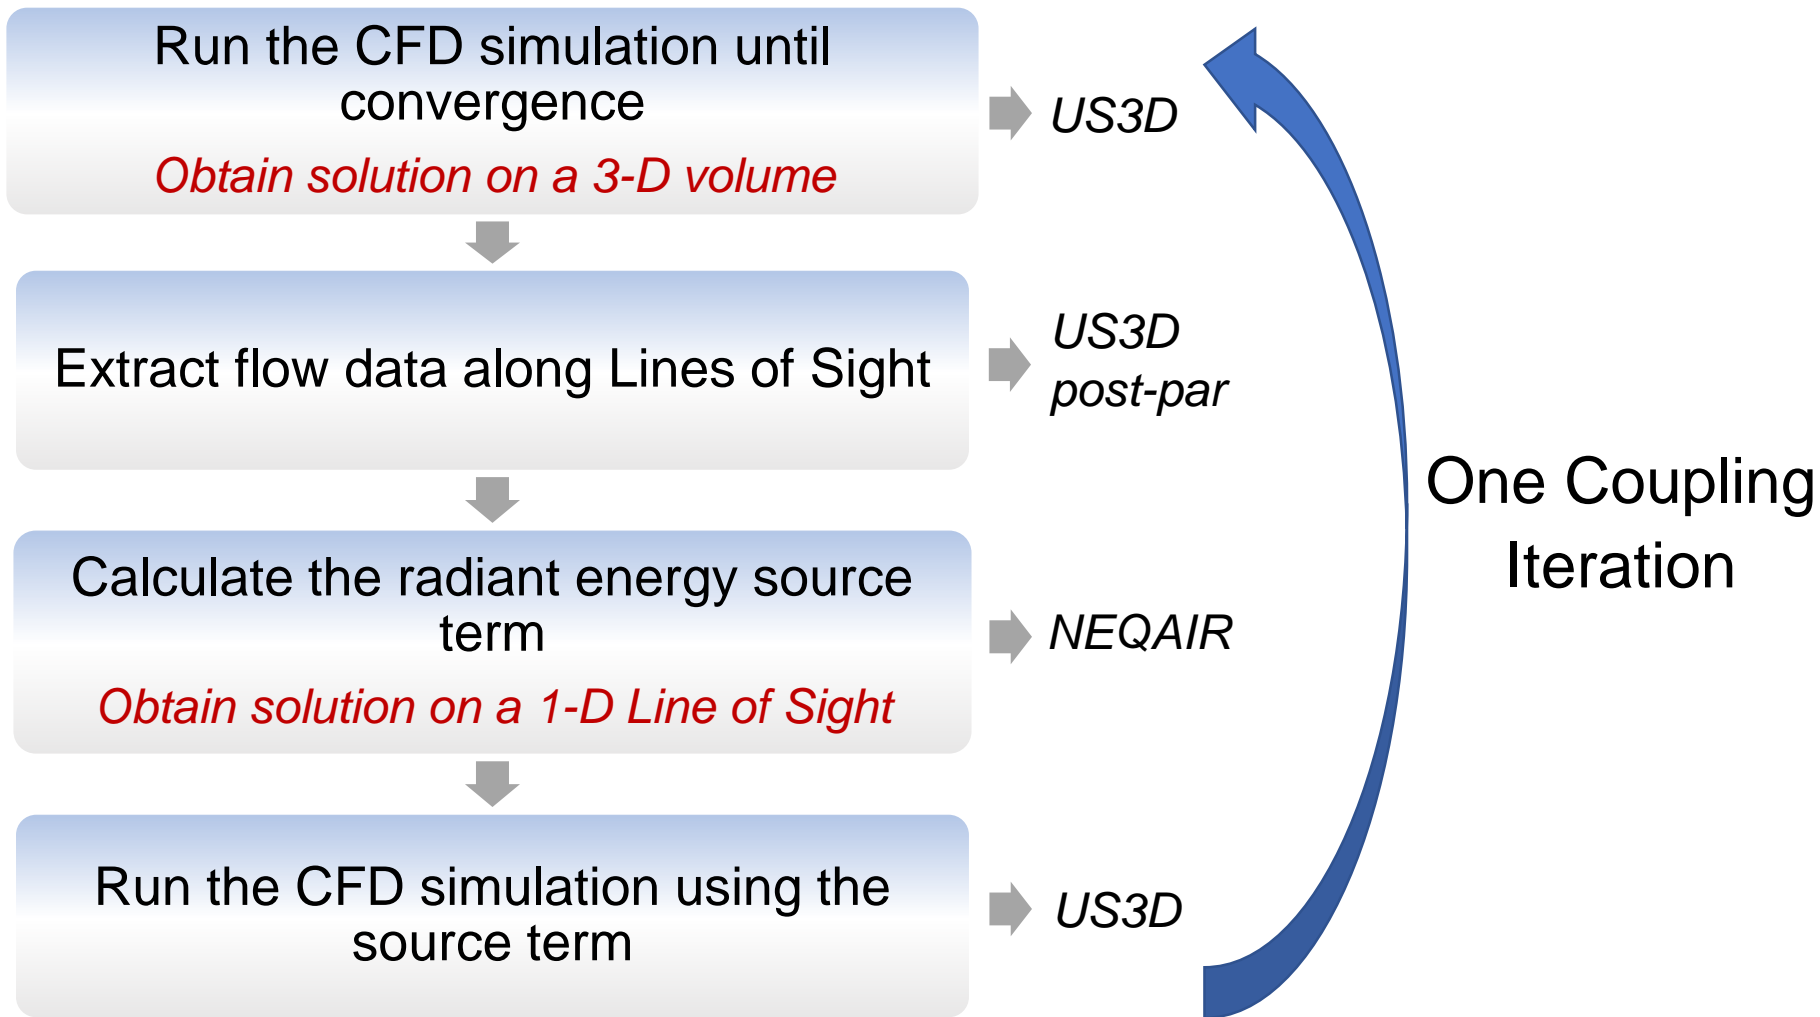 Run the CFD simulation until
convergence
Obtain solution on a 3-D volume
US3D
Extract flow data along Lines of Sight
US3D
post-par
Calculate the radiant energy source
term
Obtain solution on a 1-D Line of Sight
NEQAIR
Run the CFD simulation using the
source term
US3D
One Coupling
Iteration